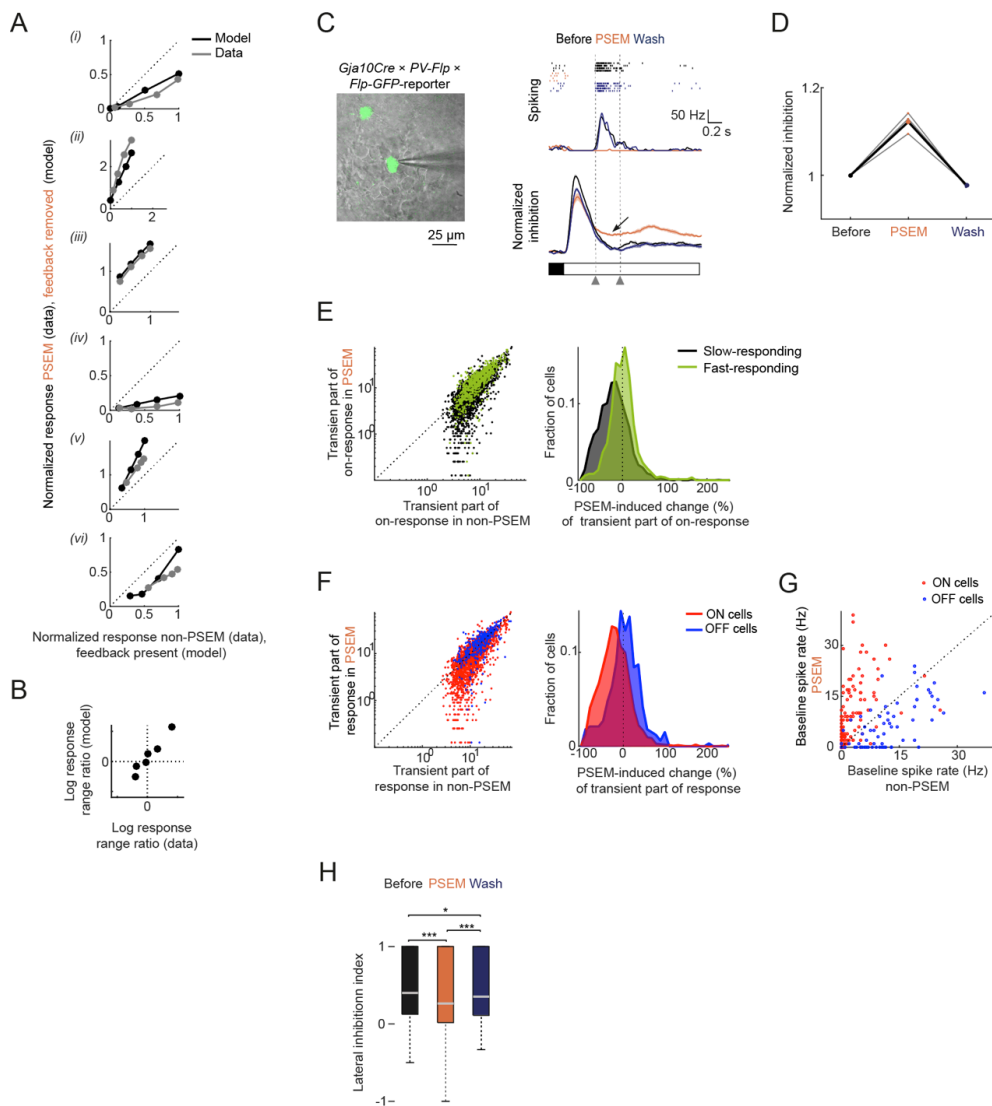 A
(i)
1
0.5
0
0
0.5
1
Model
Data
(ii)
2
0
0
2
(iii)
1
0
0
1
(iv)
1
0.5
0
0
0.5
1
(v)
1
0
0
1
(vi)
1
0.5
0
0
0.5
1
Normalized response PSEM (data), feedback removed (model)
Normalized response non-PSEM (data),
feedback present (model)
B
Log response
range ratio (model)
0
0
Log response
range ratio (data)
C
Gja10Cre × PV-Flp ×
Flp-GFP-reporter
25 µm
Before PSEM Wash
Spiking
50 Hz
0.2 s
Normalized
inhibition
D
Normalized inhibition
1.2
1
Before
PSEM
Wash
E
Transien part of
on-response in PSEM
10¹
10⁰
10⁰
10¹
Transient part of
on-response in non-PSEM
Slow-responding
Fast-responding
Fraction of cells
0.1
-100
0
100
200
PSEM-induced change (%)
of transient part of on-response
F
Transient part of
response in PSEM
10¹
10⁰
10⁰
10¹
Transient part of
response in non-PSEM
ON cells
OFF cells
Fraction of cells
0.1
0
-100
0
100
200
PSEM-induced change (%)
of transient part of response
G
ON cells
OFF cells
Baseline spike rate (Hz)
PSEM
30
15
0
0
15
30
Baseline spike rate (Hz)
non-PSEM
H
Before PSEM Wash
*
*** ***
Lateral inhibitionn index
1
0
-1